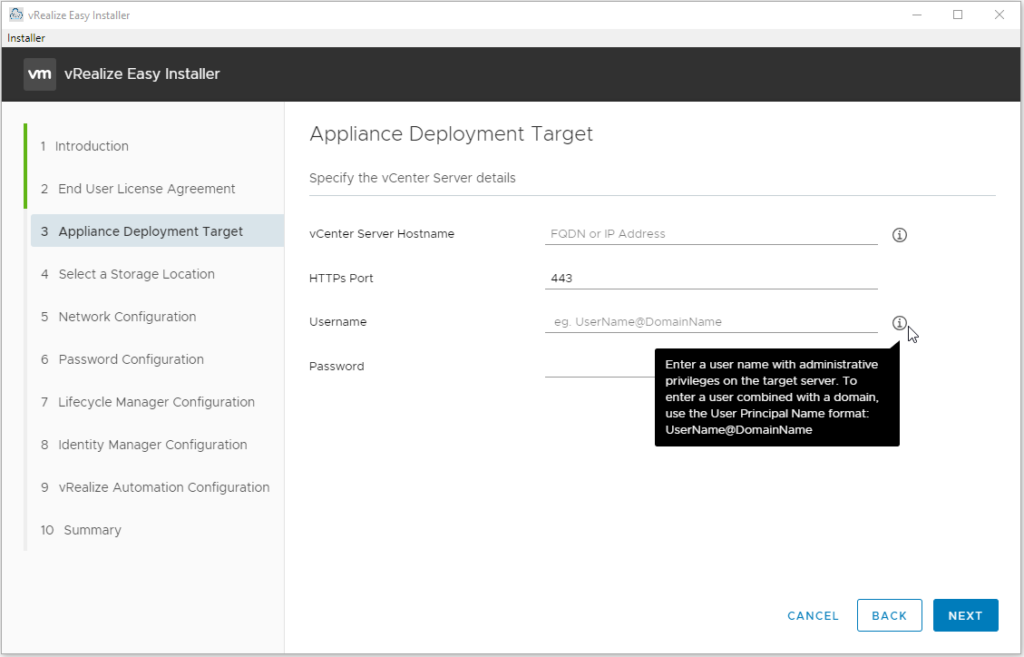 vRealize Easy Installer
Installer
vm vRealize Easy Installer
1 Introduction
2 End User License Agreement
3 Appliance Deployment Target
4 Select a Storage Location
5 Network Configuration
6 Password Configuration
7 Lifecycle Manager Configuration
8 Identity Manager Configuration
9 vRealize Automation Configuration
10 Summary
Appliance Deployment Target
Specify the vCenter Server details
vCenter Server Hostname FQDN or IP Address
HTTPs Port 443
Username eg. UserName@DomainName
Password
Enter a user name with administrative
privileges on the target server. To
enter a user combined with a domain,
use the User Principal Name format:
UserName@DomainName
CANCEL BACK NEXT